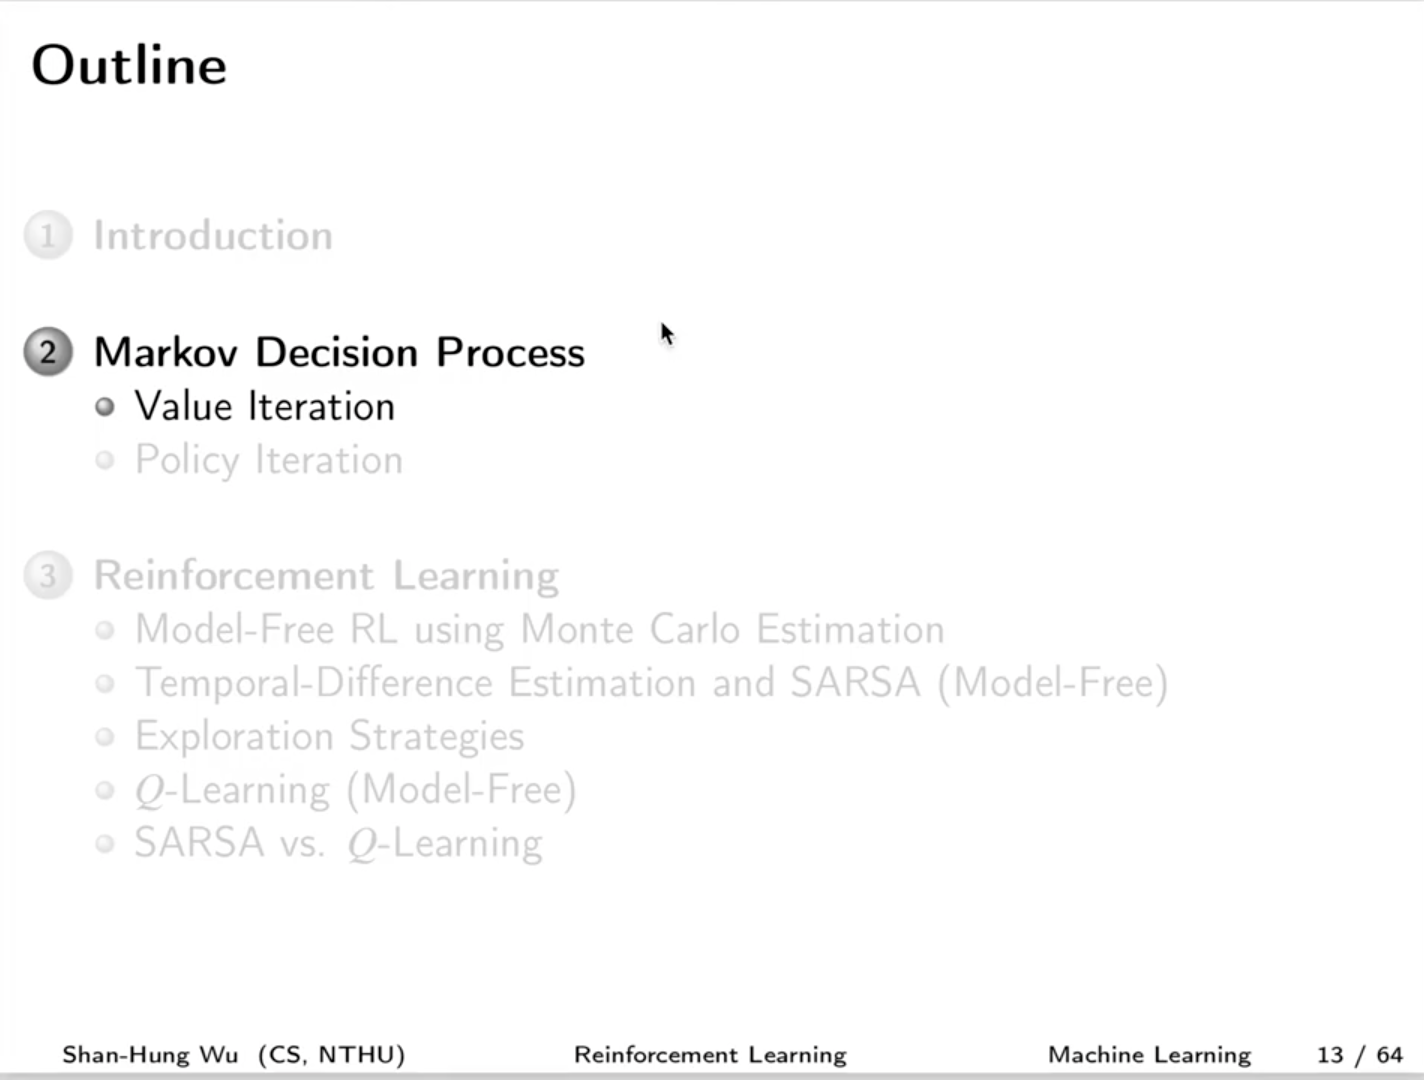 Outline
1 Introduction
2 Markov Decision Process
Value Iteration
Policy Iteration
3 Reinforcement Learning
Model-Free RL using Monte Carlo Estimation
Temporal-Difference Estimation and SARSA (Model-Free)
Exploration Strategies
Q-Learning (Model-Free)
SARSA vs. Q-Learning
Shan-Hung Wu (CS, NTHU) Reinforcement Learning Machine Learning 13 / 64